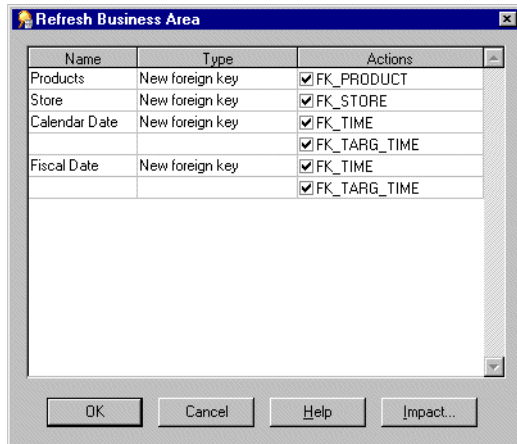 Refresh Business Area
Name Type Actions
Products New foreign key FK_PRODUCT
Store New foreign key FK_STORE
Calendar Date New foreign key FK_TIME
FK_TARG_TIME
Fiscal Date New foreign key FK_TIME
FK_TARG_TIME
OK Cancel Help Impact...